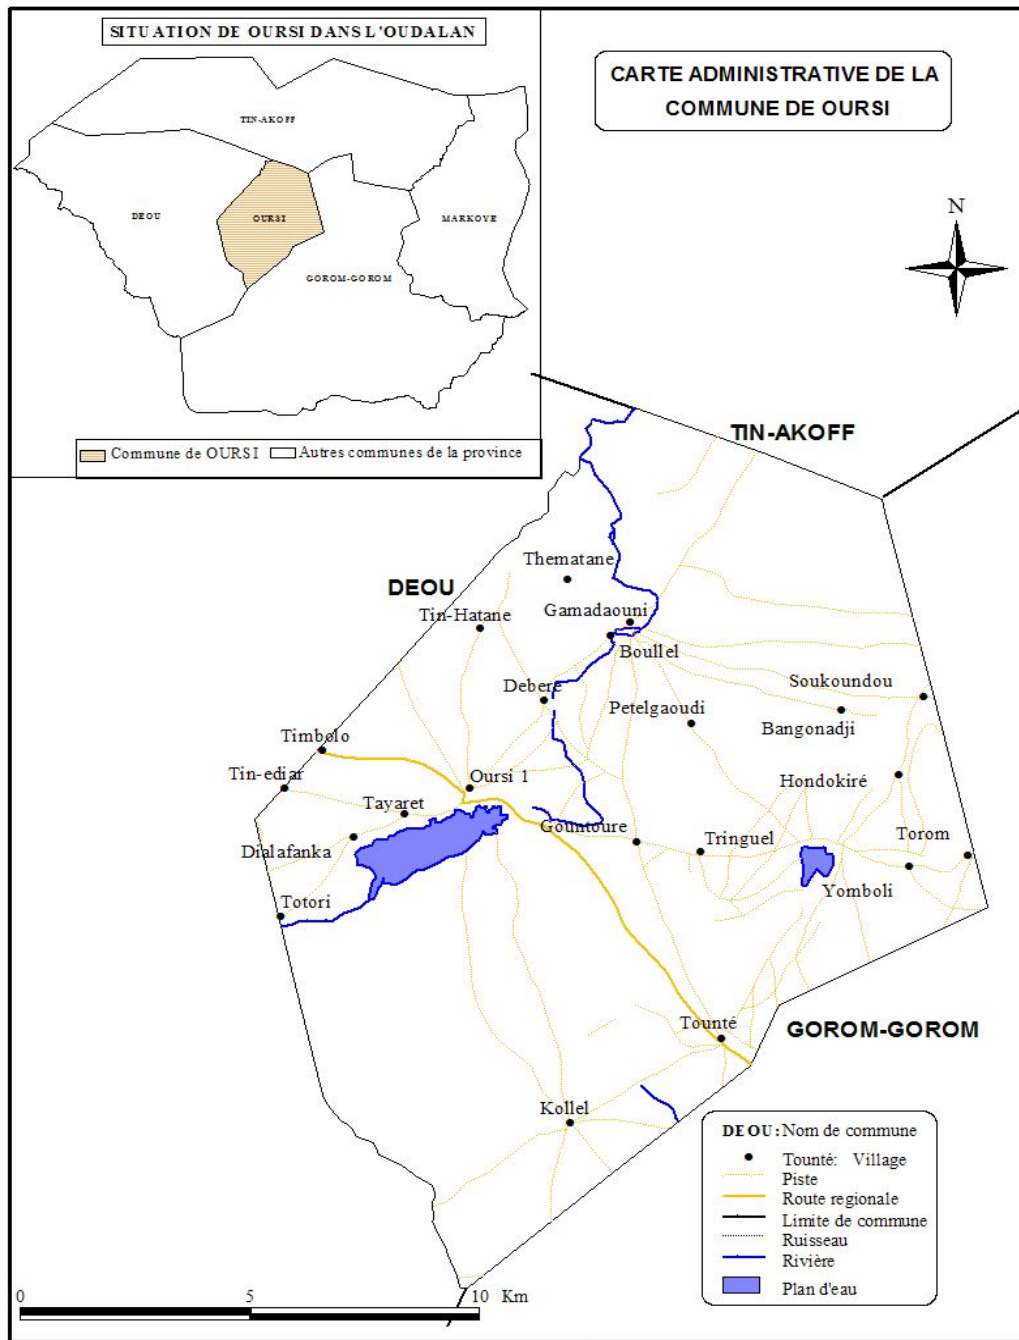 SITUATION DE OURSI DANS L'OUDALAN
TIN-AKOFF
DEOU
OURSI
MARKOYE
GOROM-GOROM
Commune de OURSI
Autres communes de la province
CARTE ADMINISTRATIVE DE LA
COMMUNE DE OURSI
N
TIN-AKOFF
DEOU
Thematane
Tin-Hatane
Gamadaouni
Boullel
Debere
Petelgaoudi
Soukoundou
Bangonadji
Timbolo
Tin-ediar
Oursi 1
Hondokiré
Tayaret
Gountoure
Tringuel
Torom
Dialafanka
Yomboli
Totori
Tounté
GOROM-GOROM
Kollel
DEOU: Nom de commune
Tounté: Village
Piste
Route regionale
Limite de commune
Ruisseau
Rivière
Plan d'eau
0 5 10 Km